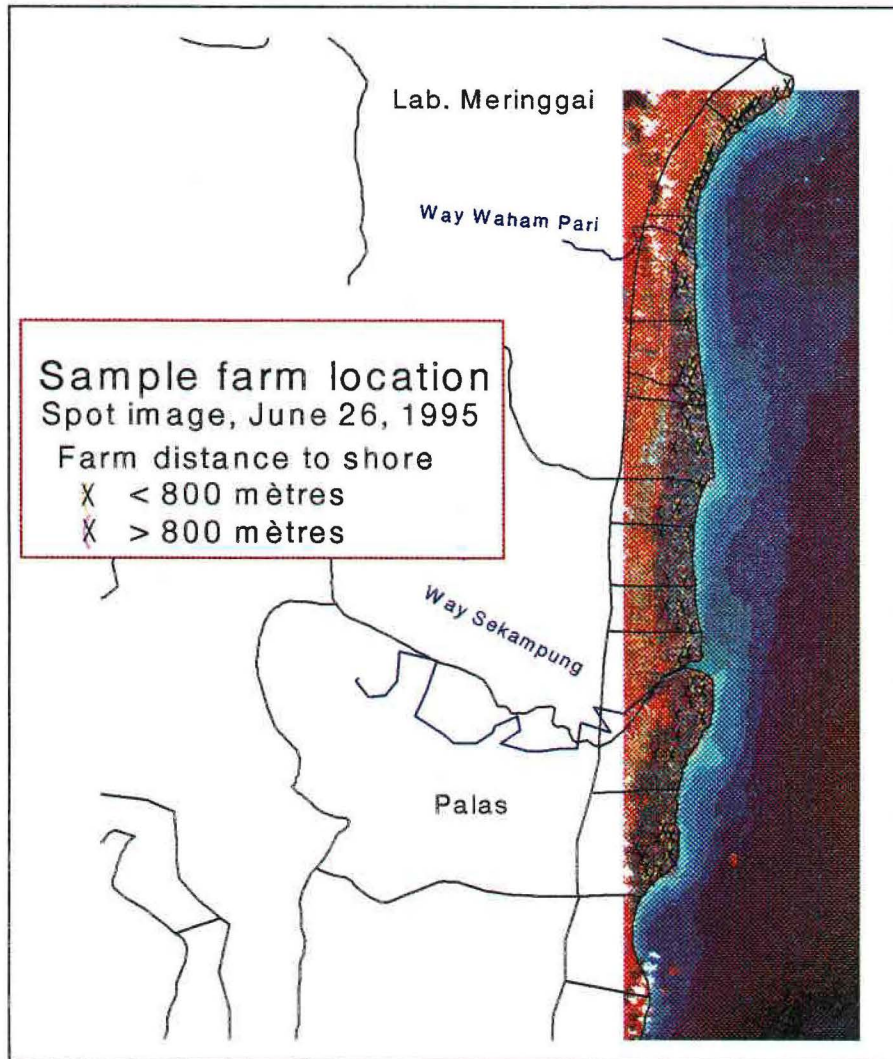 Lab. Meringgai
Way Waham Pari
Sample farm location
Spot image, June 26, 1995
Farm distance to shore
X < 800 mètres
X > 800 mètres
Way Sekampung
Palas